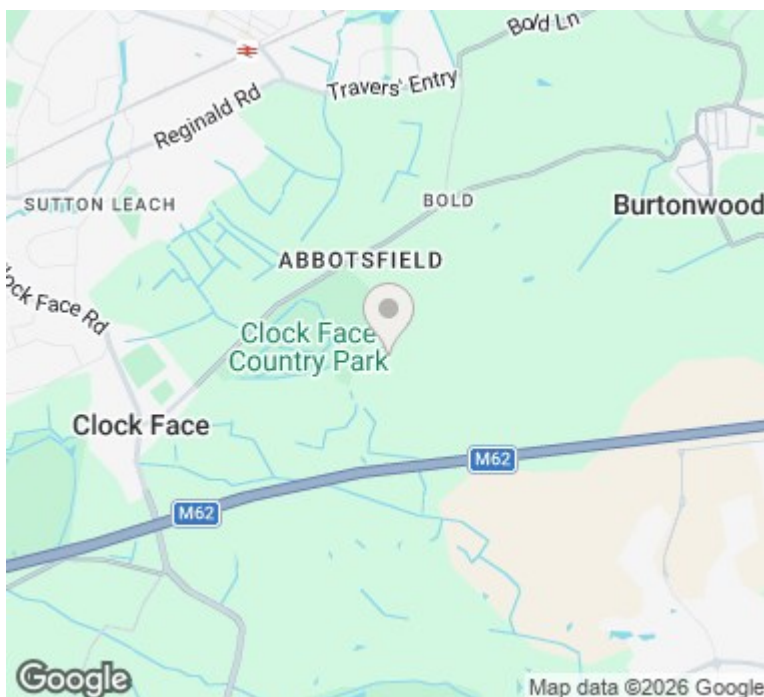 Bold Ln
Travers' Entry
Reginald Rd
SUTTON LEACH
BOLD
Burtonwood
ABBOTSFIELD
lock Face Rd
Clock Face
Country Park
Clock Face
M62
M62
Google
Map data ©2026 Google